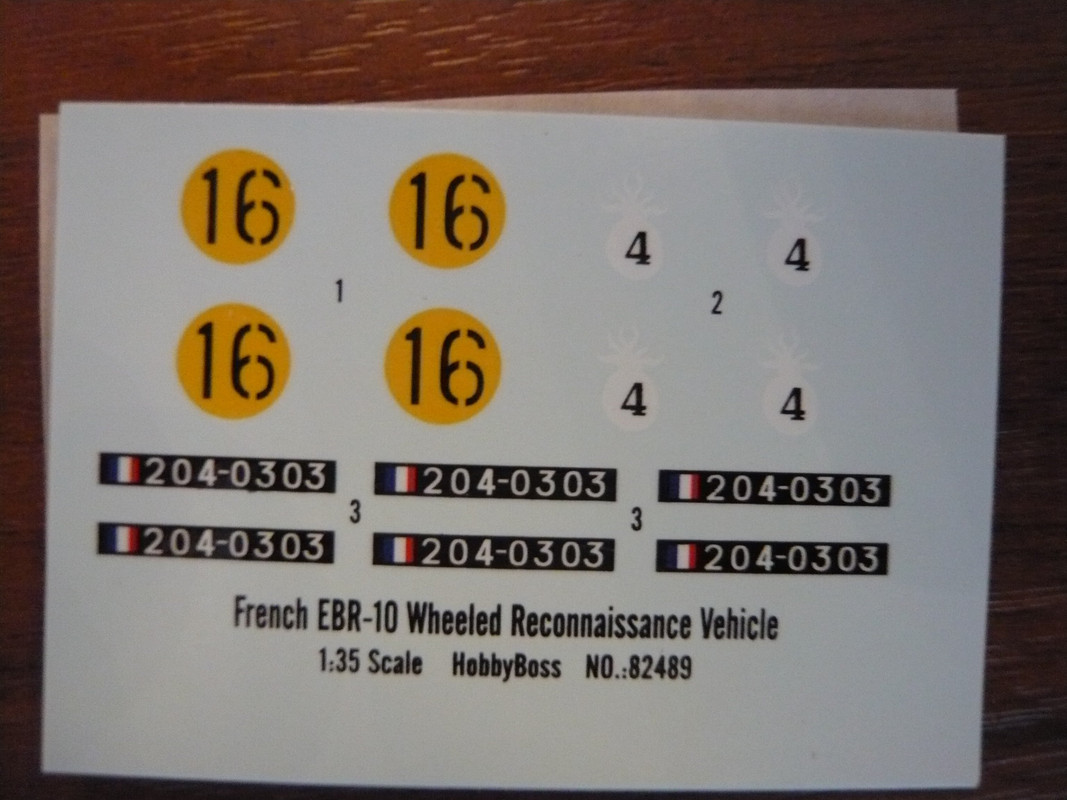 16 16 4 4
1 2
16 16 4 4
204-0303 204-0303 204-0303
3 3
204-0303 204-0303 204-0303
French EBR-10 Wheeled Reconnaissance Vehicle
1:35 Scale HobbyBoss NO.:82489